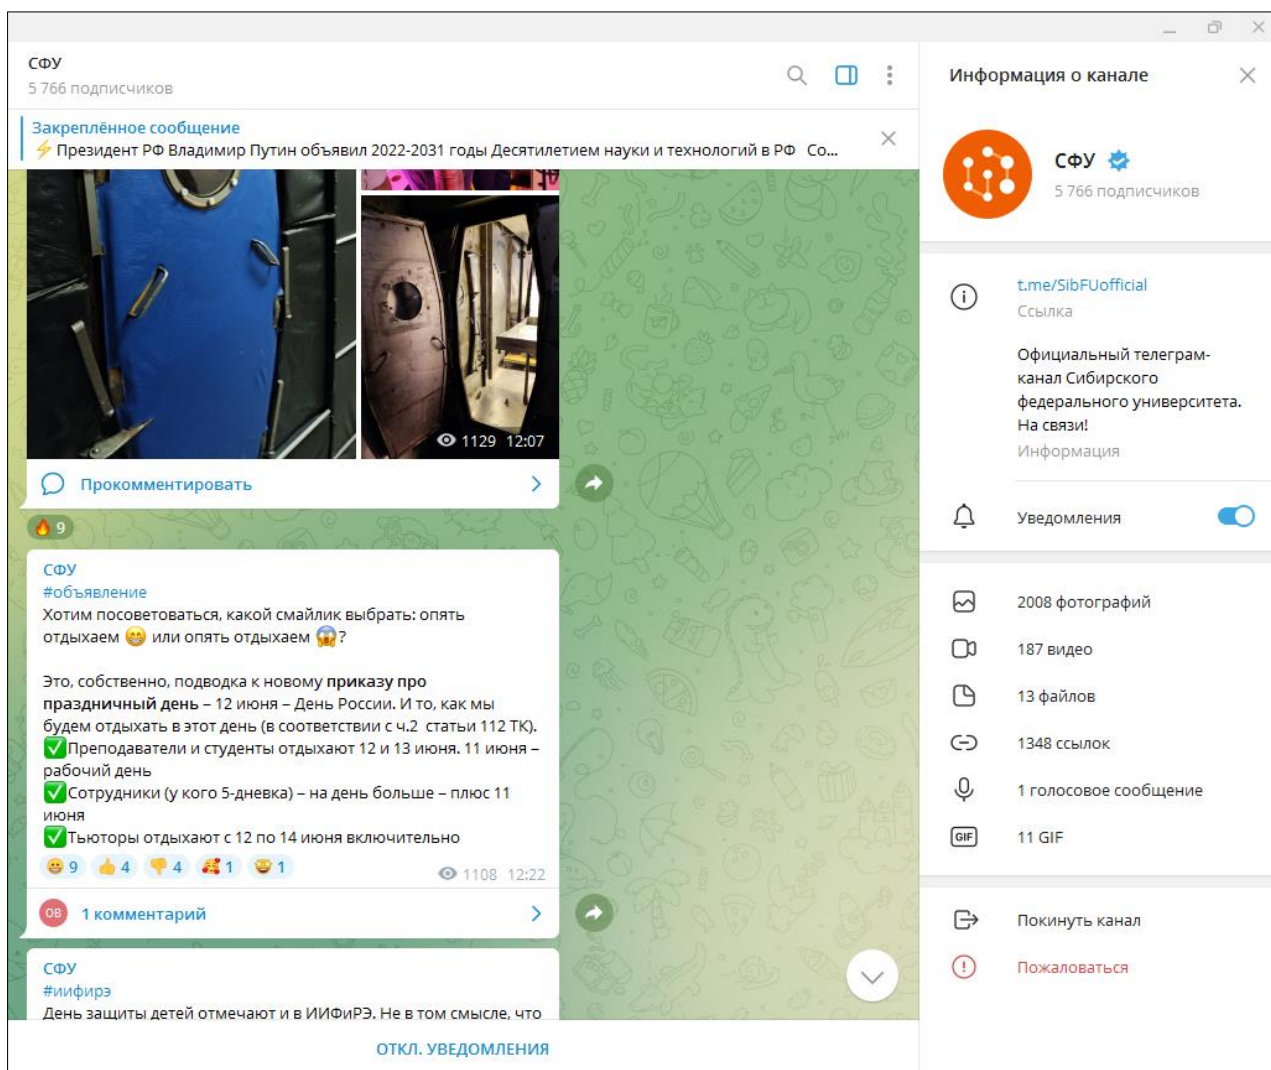 СФУ
5 766 подписчиков
Закреплённое сообщение
⚡Президент РФ Владимир Путин объявил 2022-2031 годы Десятилетием науки и технологий в РФ Со...
1129 12:07
Прокомментировать
🔥 9
СФУ
#объявление
Хотим посоветоваться, какой смайлик выбрать: опять
отдыхаем 😁 или опять отдыхаем 😱?
Это, собственно, подводка к новому приказу про
праздничный день – 12 июня – День России. И то, как мы
будем отдыхать в этот день (в соответствии с ч.2 статьи 112 ТК).
✅Преподаватели и студенты отдыхают 12 и 13 июня. 11 июня –
рабочий день
✅Сотрудники (у кого 5-дневка) – на день больше – плюс 11
июня
✅Тьюторы отдыхают с 12 по 14 июня включительно
😁 9 👍 4 👎 4 🥰 1 🤩 1
1108 12:22
ОВ 1 комментарий
СФУ
#иифирэ
День защиты детей отмечают и в ИИФиРЭ. Не в том смысле, что
ОТКЛ. УВЕДОМЛЕНИЯ
Информация о канале
СФУ
5 766 подписчиков
t.me/SibFUofficial
Ссылка
Официальный телеграм-
канал Сибирского
федерального университета.
На связи!
Информация
Уведомления
2008 фотографий
187 видео
13 файлов
1348 ссылок
1 голосовое сообщение
GIF 11 GIF
Покинуть канал
Пожаловаться